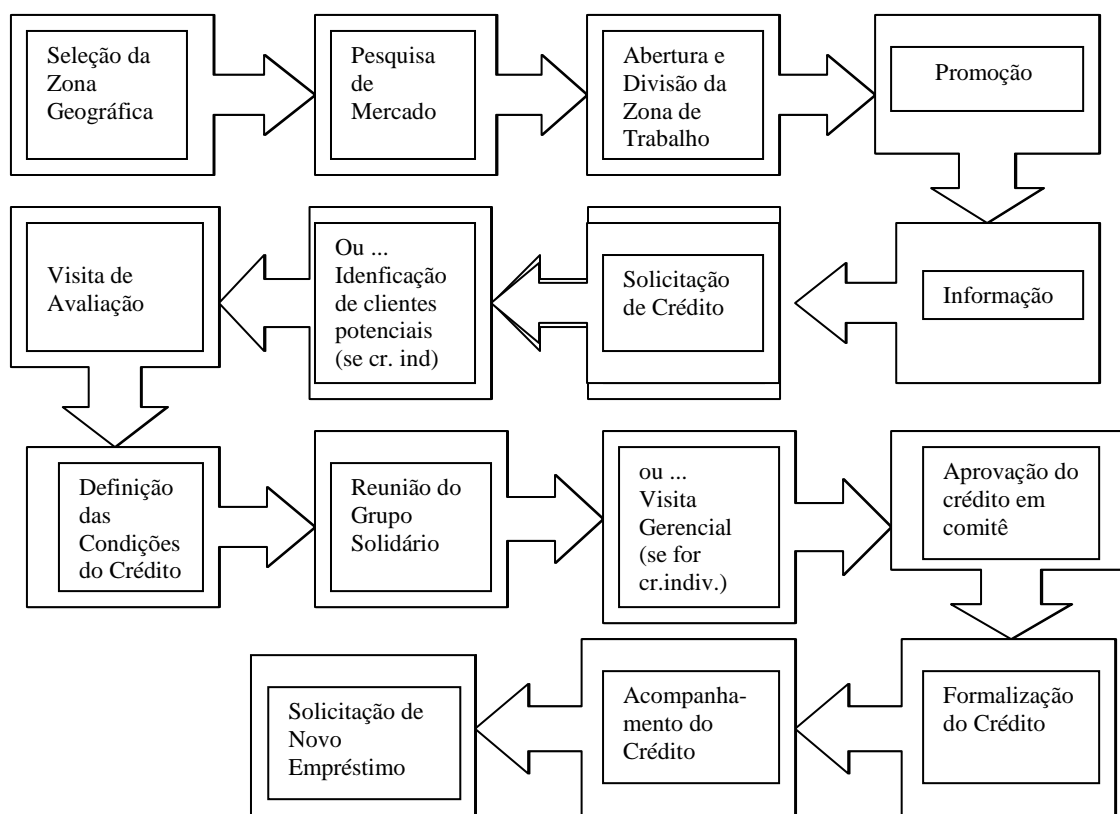 Seleção da
Zona
Geográfica
Pesquisa
de
Mercado
Abertura e
Divisão da
Zona de
Trabalho
Promoção
Informação
Solicitação
de Crédito
Ou ...
Idenficação
de clientes
potenciais
(se cr. ind)
Visita de
Avaliação
Definição
das
Condições
do Crédito
Reunião do
Grupo
Solidário
ou ...
Visita
Gerencial
(se for
cr.indiv.)
Aprovação do
crédito em
comitê
Formalização
do Crédito
Acompanha-
mento do
Crédito
Solicitação de
Novo
Empréstimo